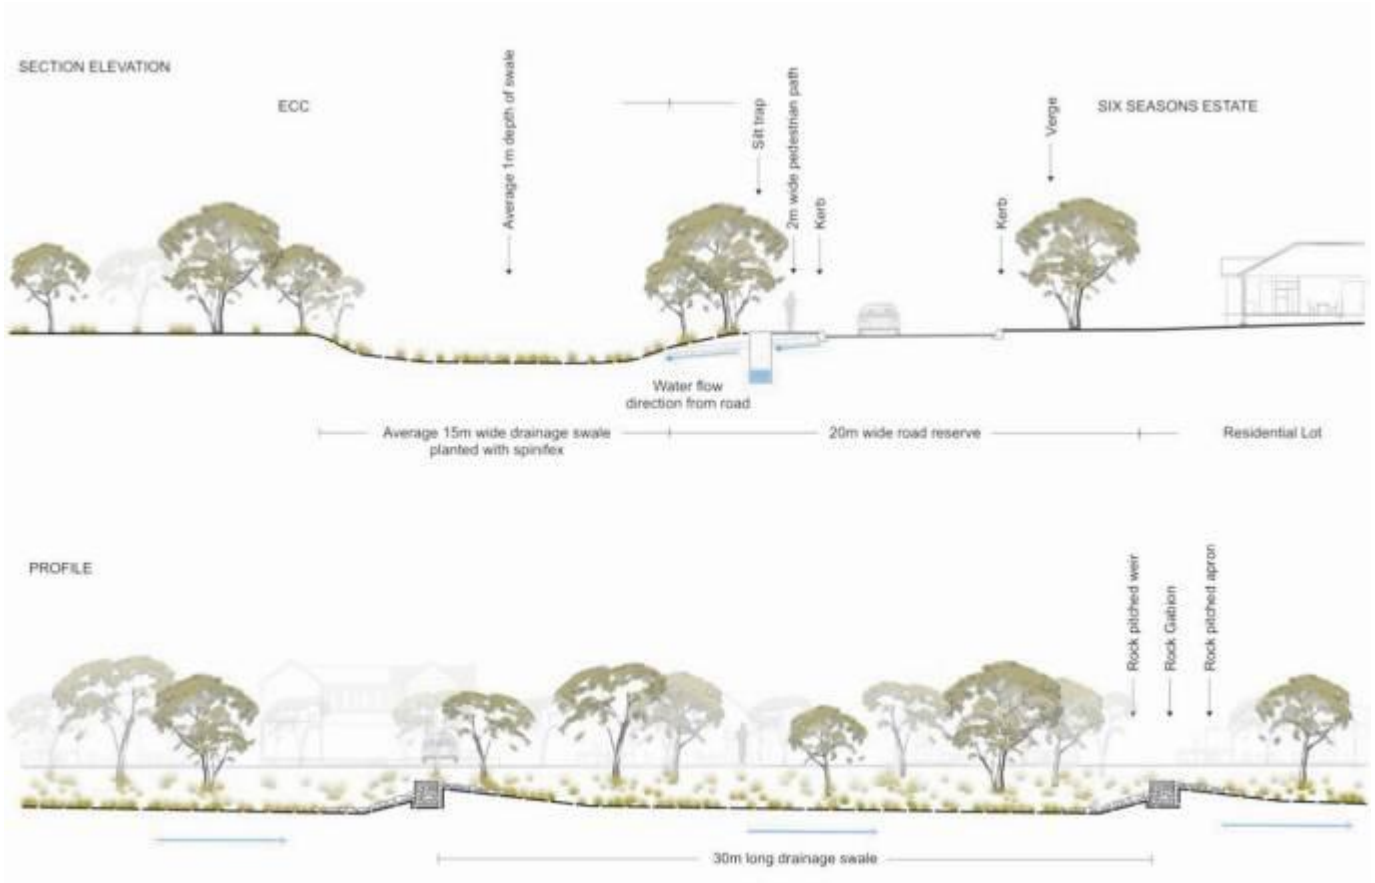 SECTION ELEVATION
ECC
Average 1m depth of swale
Silt trap
2m wide pedestrian path
Kerb
Kerb
Verge
SIX SEASONS ESTATE
Water flow
direction from road
Average 15m wide drainage swale
planted with spinifex
20m wide road reserve
Residential Lot
PROFILE
Rock pitched weir
Rock Gabion
Rock pitched apron
30m long drainage swale